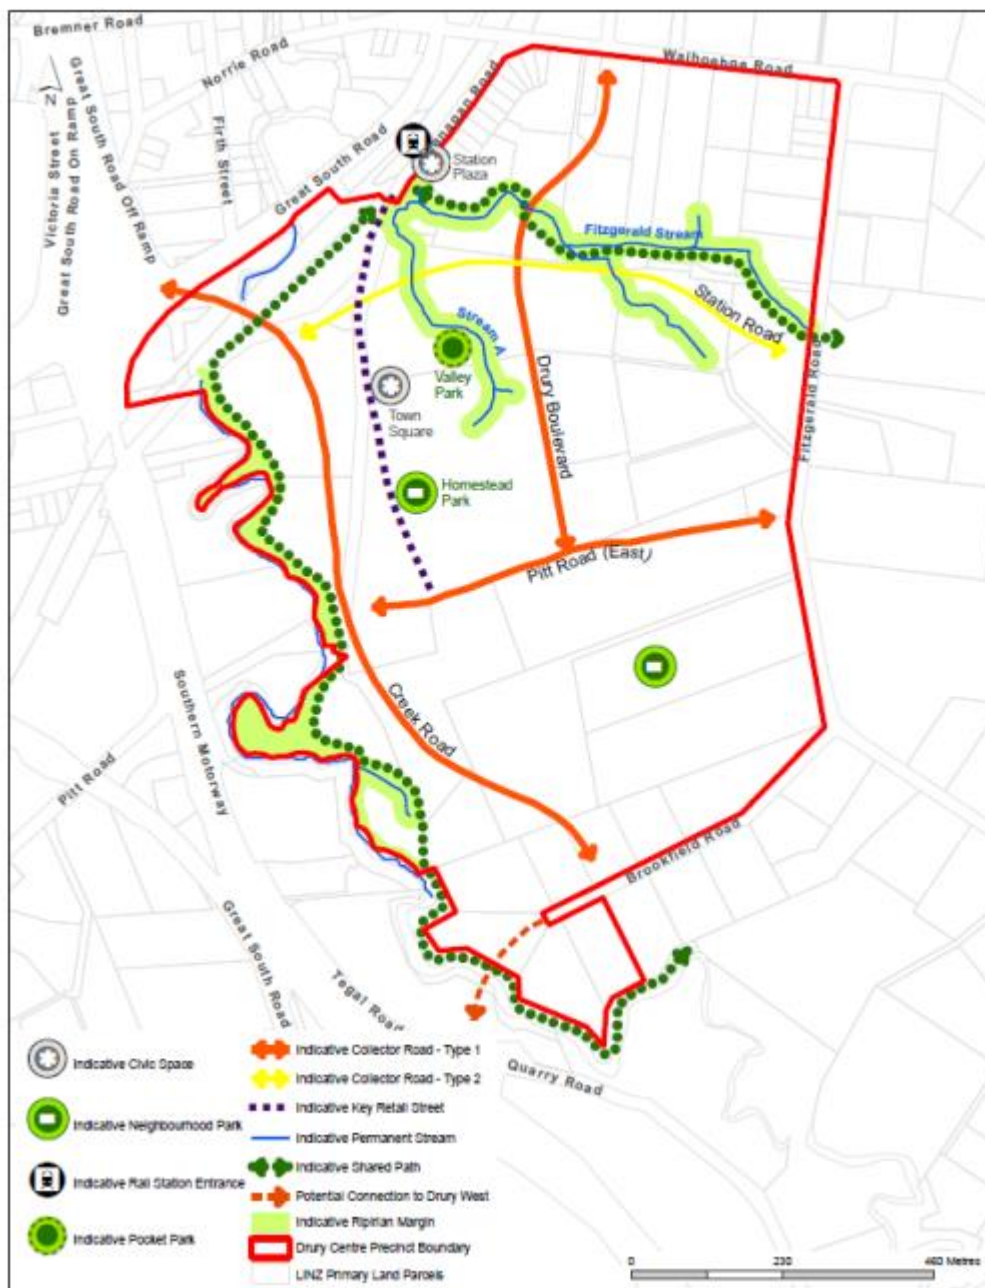 Bremner Road
Norrie Road
Waihoehoe Road
N
Victoria Street
Great South Road On Ramp
Great South Road Off Ramp
Firth Street
Great South Road
Station
Plaza
Fitzgerald Stream
Station Road
Stream A
Valley
Park
Town
Square
Drury Boulevard
Fitzgerald Road
Homestead
Park
Pitt Road (East)
Creek Road
Southern Motorway
Pitt Road
Brookfield Road
Great South Road
Tegal Road
Quarry Road
Indicative Civic Space
Indicative Neighbourhood Park
Indicative Rail Station Entrance
Indicative Pocket Park
Indicative Collector Road - Type 1
Indicative Collector Road - Type 2
Indicative Key Retail Street
Indicative Permanent Stream
Indicative Shared Path
Potential Connection to Drury West
Indicative Ripirian Margin
Drury Centre Precinct Boundary
LINZ Primary Land Parcels
0 230 460 Metres